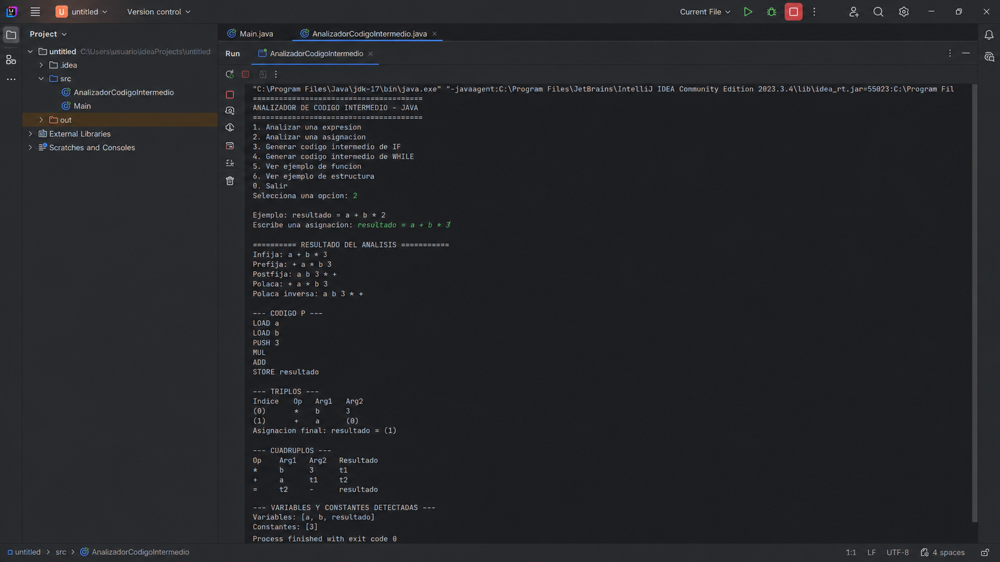 U untitled Version control Current File
Project
Main.java AnalizadorCodigoIntermedio.java
untitled C:\Users\usuario\IdeaProjects\untitled
.idea
src
AnalizadorCodigoIntermedio
Main
out
External Libraries
Scratches and Consoles
Run AnalizadorCodigoIntermedio
"C:\Program Files\Java\jdk-17\bin\java.exe" "-javaagent:C:\Program Files\JetBrains\IntelliJ IDEA Community Edition 2023.3.4\lib\idea_rt.jar=55023:C:\Program Fil
=======================================
ANALIZADOR DE CODIGO INTERMEDIO - JAVA
=======================================
1. Analizar una expresion
2. Analizar una asignacion
3. Generar codigo intermedio de IF
4. Generar codigo intermedio de WHILE
5. Ver ejemplo de funcion
6. Ver ejemplo de estructura
0. Salir
Selecciona una opcion: 2
Ejemplo: resultado = a + b * 2
Escribe una asignacion: resultado = a + b * 3
========== RESULTADO DEL ANALISIS ===========
Infija: a + b * 3
Prefija: + a * b 3
Postfija: a b 3 * +
Polaca: + a * b 3
Polaca inversa: a b 3 * +
--- CODIGO P ---
LOAD a
LOAD b
PUSH 3
MUL
ADD
STORE resultado
--- TRIPLOS ---
Indice Op Arg1 Arg2
(0) * b 3
(1) + a (0)
Asignacion final: resultado = (1)
--- CUADRUPLOS ---
Op Arg1 Arg2 Resultado
* b 3 t1
+ a t1 t2
= t2 - resultado
--- VARIABLES Y CONSTANTES DETECTADAS ---
Variables: [a, b, resultado]
Constantes: [3]
Process finished with exit code 0
untitled > src > AnalizadorCodigoIntermedio 1:1 LF UTF-8 4 spaces